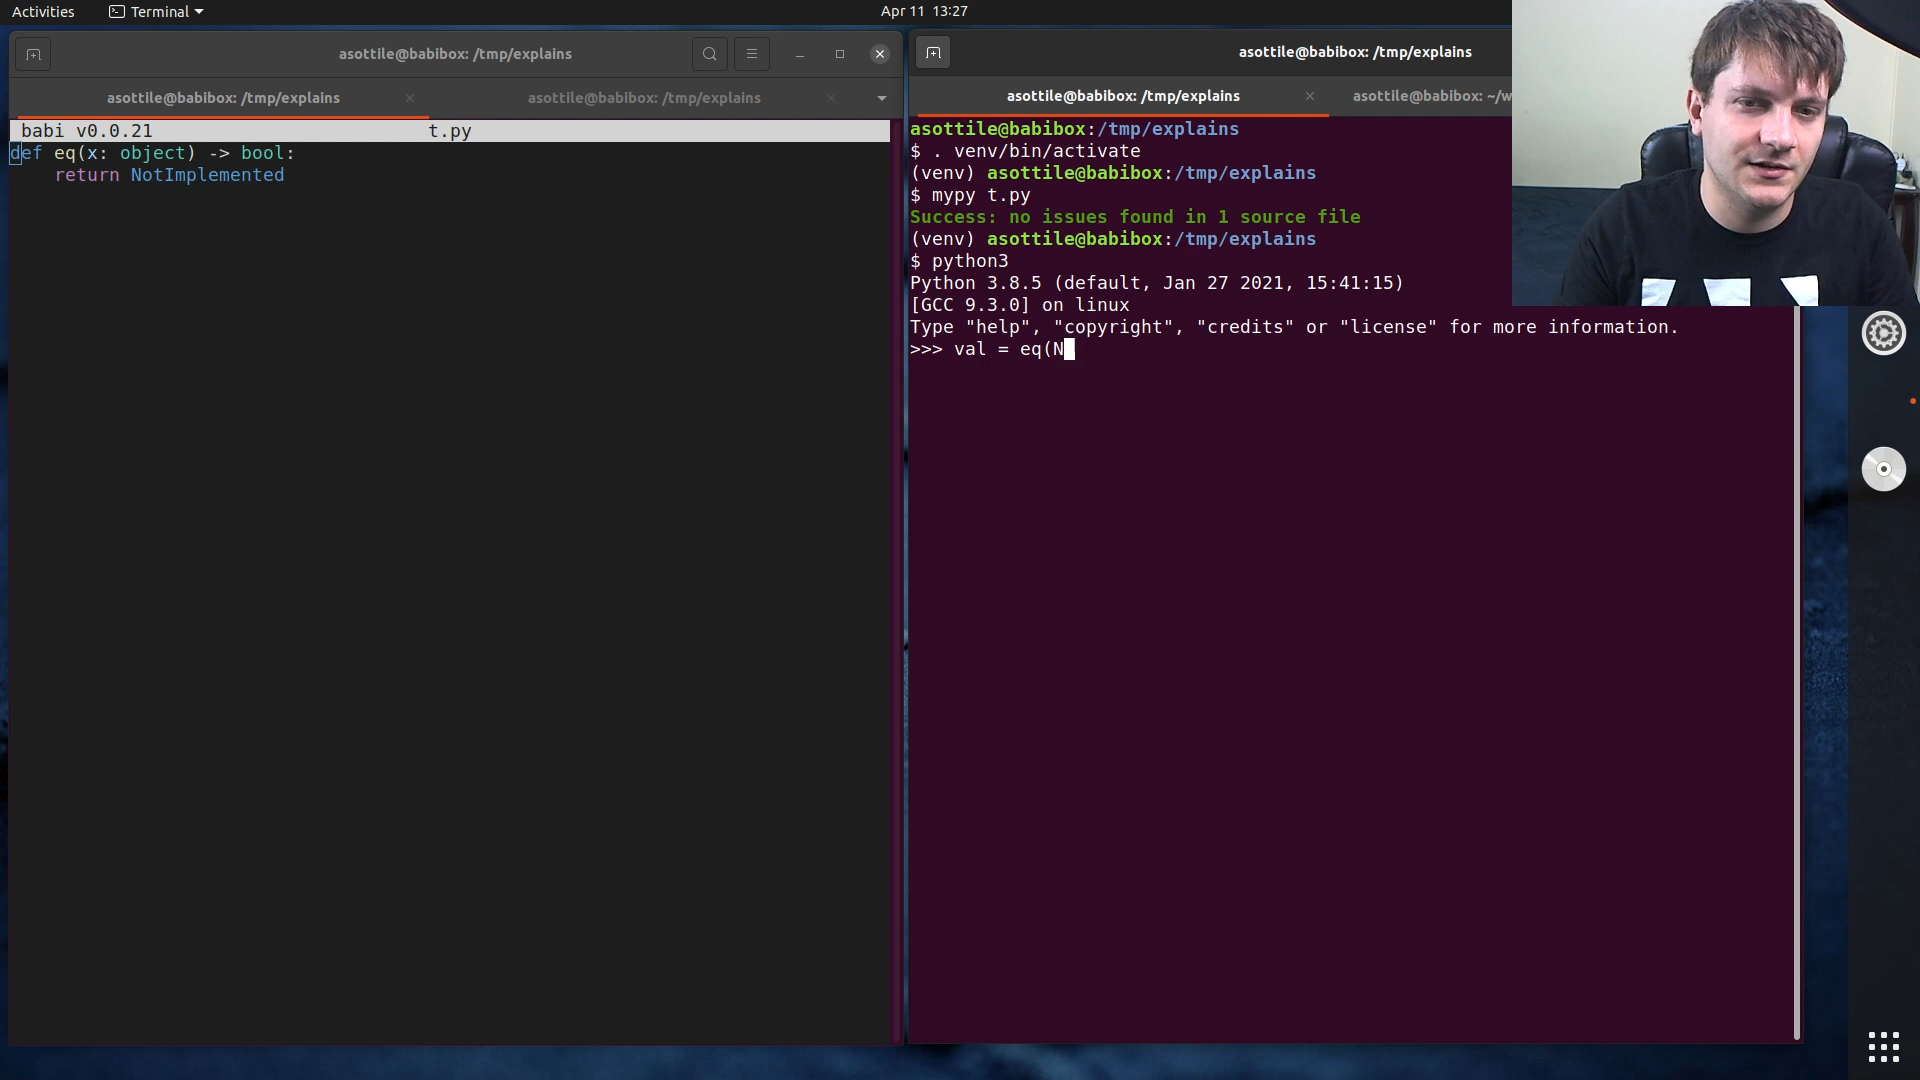 Activities
Terminal
Apr 11 13:27
asottile@babibox: /tmp/explains
asottile@babibox: /tmp/explains
asottile@babibox: /tmp/explains
babi v0.0.21 t.py
def eq(x: object) -> bool:
    return NotImplemented
asottile@babibox: /tmp/explains
asottile@babibox: /tmp/explains
asottile@babibox: ~/w
asottile@babibox:/tmp/explains
$ . venv/bin/activate
(venv) asottile@babibox:/tmp/explains
$ mypy t.py
Success: no issues found in 1 source file
(venv) asottile@babibox:/tmp/explains
$ python3
Python 3.8.5 (default, Jan 27 2021, 15:41:15)
[GCC 9.3.0] on linux
Type "help", "copyright", "credits" or "license" for more information.
>>> val = eq(N